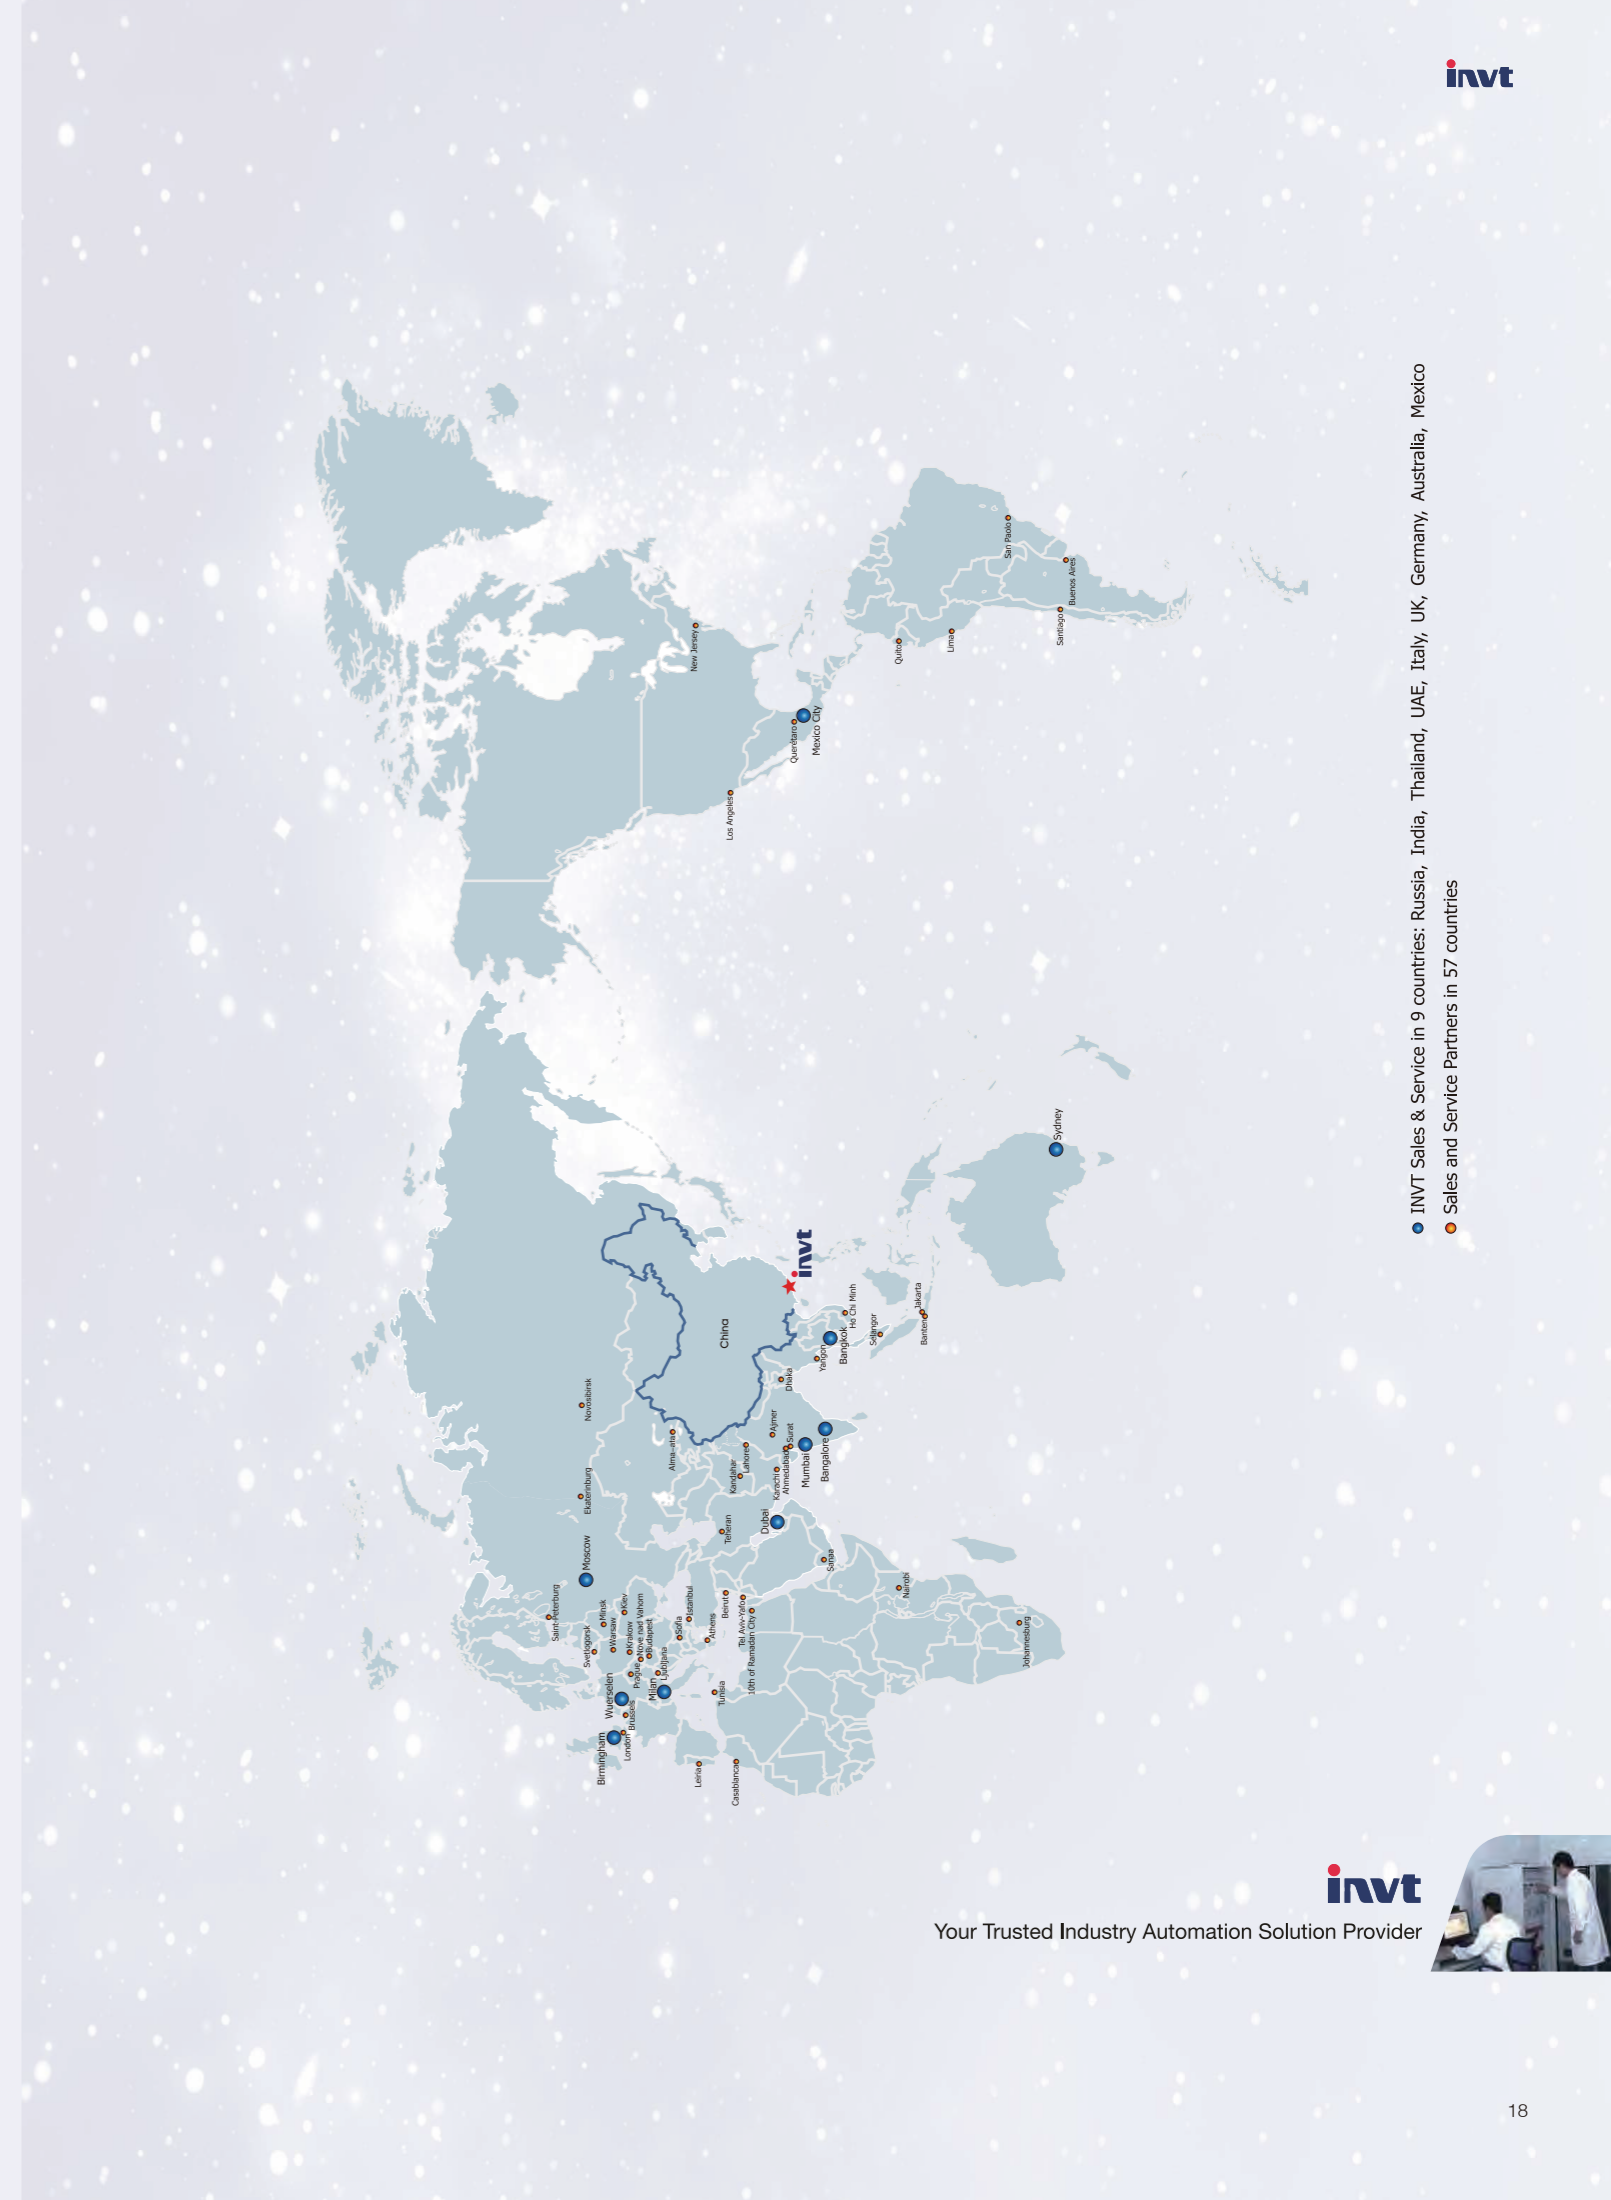 invt
Saint-Peterburg
Moscow
Ekaterinburg
Novosibirsk
Svetlogorsk
Minsk
Warsaw
Kiev
Krakow
Nove nad Vahom
Budapest
Prague
Ljubljana
Milan
Wuerselen
Brussels
Birmingham
London
Leiria
Casablanca
Tunisia
Sofia
Istanbul
Athens
Beirut
Tel Aviv-Yafo
10th of Ramadan City
Teheran
Dubai
Sanaa
Nairobi
Johannesburg
Alma-ata
Kandahar
Lahore
Karachi
Ajmer
Ahmedabad
Surat
Mumbai
Bangalore
Dhaka
Yangon
Bangkok
Ho Chi Minh
Selangor
Banten
Jakarta
China
invt
Sydney
Los Angeles
New Jersey
Querétaro
Mexico City
Quito
Lima
San Paolo
Santiago
Buenos Aires
INVT Sales & Service in 9 countries: Russia, India, Thailand, UAE, Italy, UK, Germany, Australia, Mexico
Sales and Service Partners in 57 countries
invt
Your Trusted Industry Automation Solution Provider
18